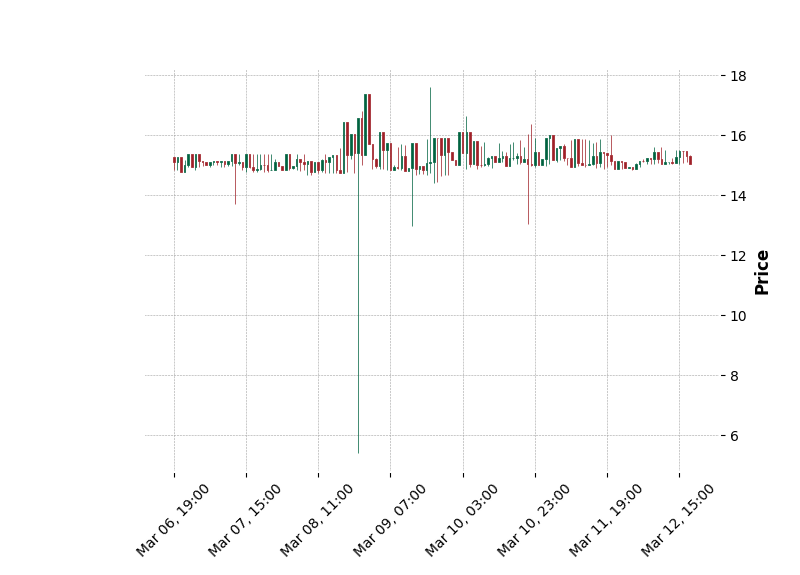 18
16
14
12
10
8
6
Price
Mar 06, 19:00
Mar 07, 15:00
Mar 08, 11:00
Mar 09, 07:00
Mar 10, 03:00
Mar 10, 23:00
Mar 11, 19:00
Mar 12, 15:00